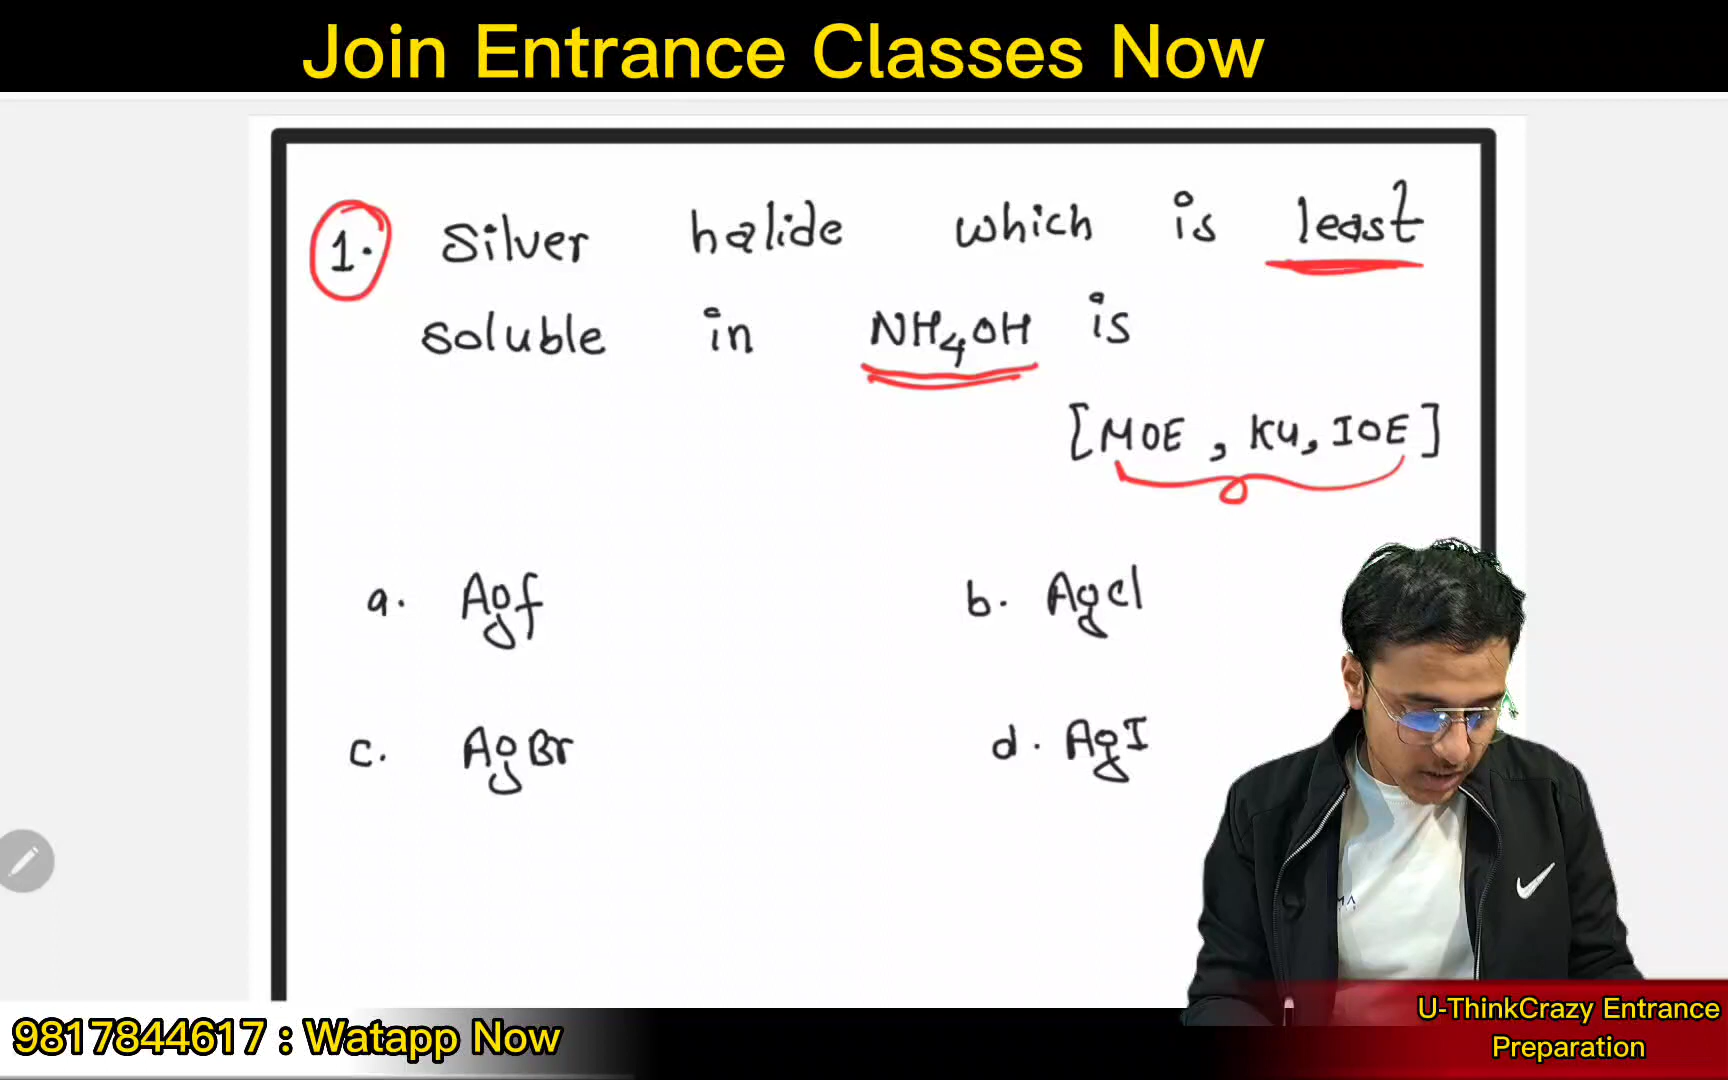 Join Entrance Classes Now
1. Silver halide which is least
soluble in NH4OH is
[MOE, KU, IOE]
a. Agf
b. Agcl
c. AgBr
d. AgI
9817844617 : Watapp Now
U-ThinkCrazy Entrance
Preparation